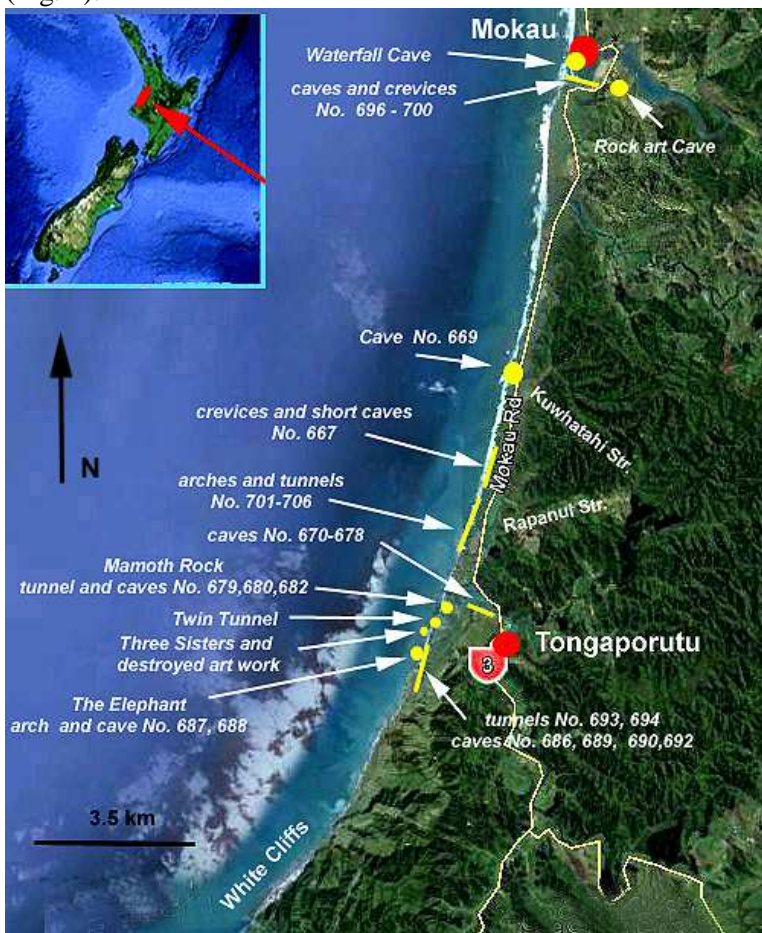 Mokau
Waterfall Cave
caves and crevices
No. 696 - 700
Rock art Cave
Cave No. 669
Kuwhatahi Str.
crevices and short caves
No. 667
Mokau Rd
arches and tunnels
No. 701-706
Rapanui Str.
caves No. 670-678
Mamoth Rock
tunnel and caves No. 679,680,682
Twin Tunnel
Three Sisters and
destroyed art work
Tongaporutu
3
The Elephant
arch and cave No. 687, 688
tunnels No. 693, 694
caves No. 686, 689, 690,692
N
3.5 km
White Cliffs